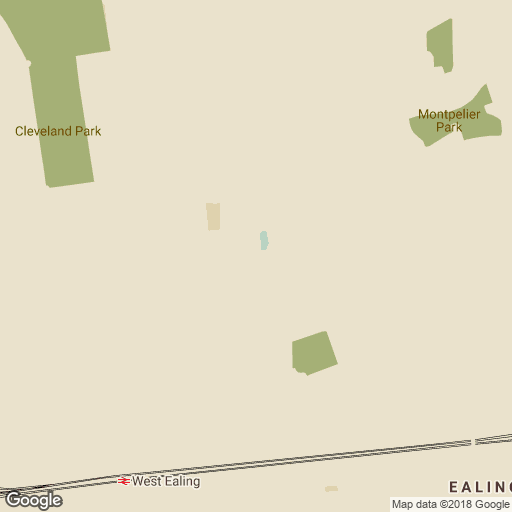 Montpelier
Park
Cleveland Park
West Ealing
EALING
Google
Map data ©2018 Google